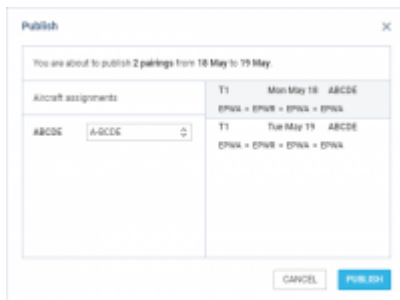 Publish
×
You are about to publish 2 pairings from 18 May to 19 May.
Aircraft assignments
ABCDE A-BCDE
T1 Mon May 18 ABCDE
EPWA - EPWR - EPWA - EPWA
T1 Tue May 19 ABCDE
EPWA - EPWR - EPWA - EPWA
CANCEL PUBLISH